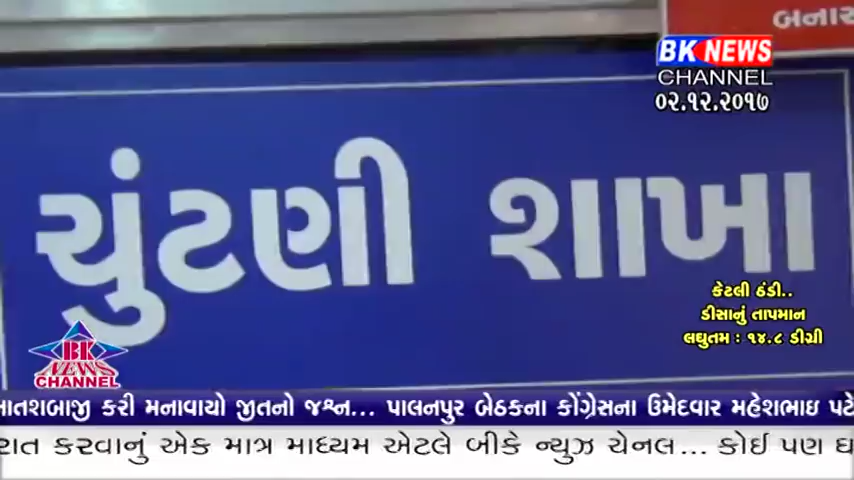 બનાસ
BK NEWS
CHANNEL
૦૨.૧૨.૨૦૧૭
ચુંટણી શાખા
કેટલી ઠંડી..
ડીસાનું તાપમાન
લઘુતમ : ૧૪.૮ ડીગ્રી
BK
NEWS
CHANNEL
આતશબાજી કરી મનાવાયો જીતનો જશ્ન... પાલનપુર બેઠકના કોંગ્રેસના ઉમેદવાર મહેશભાઇ પટે
રાત કરવાનું એક માત્ર માધ્યમ એટલે બીકે ન્યુઝ ચેનલ... કોઈ પણ